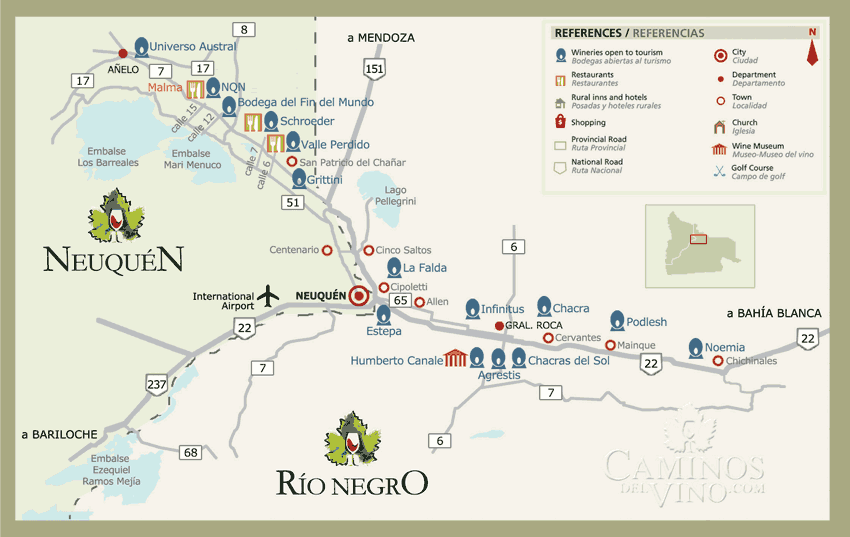 8
Universo Austral
a MENDOZA
REFERENCES / REFERENCIAS
N
AÑELO
7
17
151
17
Malma
NQN
Bodega del Fin del Mundo
calle 15
calle 12
Schroeder
Valle Perdido
calle 7
calle 6
San Patricio del Chañar
Grittini
Embalse
Los Barreales
Embalse
Mari Menuco
Wineries open to tourism
Bodegas abiertas al turismo
Restaurants
Restaurantes
Rural inns and hotels
Posadas y hoteles rurales
Shopping
Provincial Road
Ruta Provincial
National Road
Ruta Nacional
City
Ciudad
Department
Departamento
Town
Localidad
Church
Iglesia
Wine Museum
Museo-Museo del vino
Golf Course
Campo de golf
51
Lago
Pellegrini
NEUQUÉN
Centenario
Cinco Saltos
6
La Falda
International
Airport
NEUQUÉN
Cipoletti
65
Allen
Estepa
Infinitus
Chacra
GRAL. ROCA
Podlesh
a BAHÍA BLANCA
22
Cervantes
Mainque
Noemia
22
Humberto Canale
Agrestis
Chacras del Sol
22
Chichinales
237
7
7
a BARILOCHE
68
6
Embalse
Ezequiel
Ramos Mejía
RÍO NEGRO
CAMINOS
DEL VINO.COM